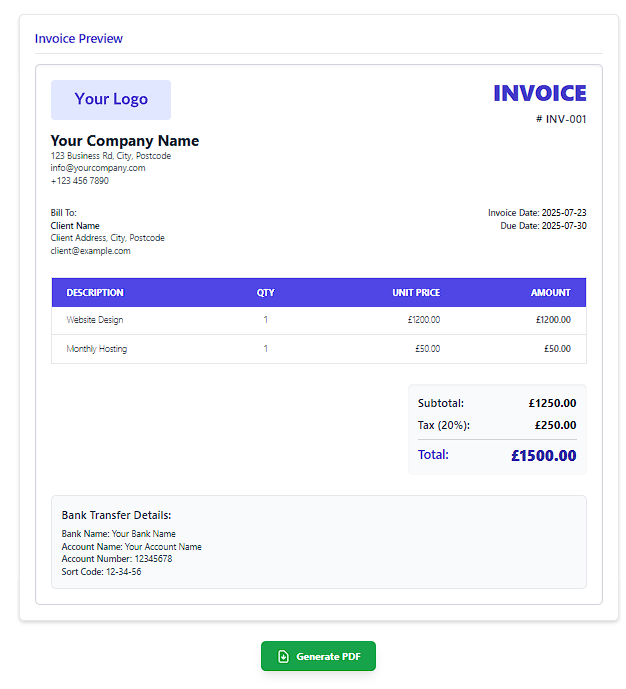 Invoice Preview
Your Logo
INVOICE
# INV-001
Your Company Name
123 Business Rd, City, Postcode
info@yourcompany.com
+123 456 7890
Bill To:
Client Name
Client Address, City, Postcode
client@example.com
Invoice Date: 2025-07-23
Due Date: 2025-07-30
DESCRIPTION QTY UNIT PRICE AMOUNT
Website Design 1 £1200.00 £1200.00
Monthly Hosting 1 £50.00 £50.00
Subtotal: £1250.00
Tax (20%): £250.00
Total: £1500.00
Bank Transfer Details:
Bank Name: Your Bank Name
Account Name: Your Account Name
Account Number: 12345678
Sort Code: 12-34-56
Generate PDF